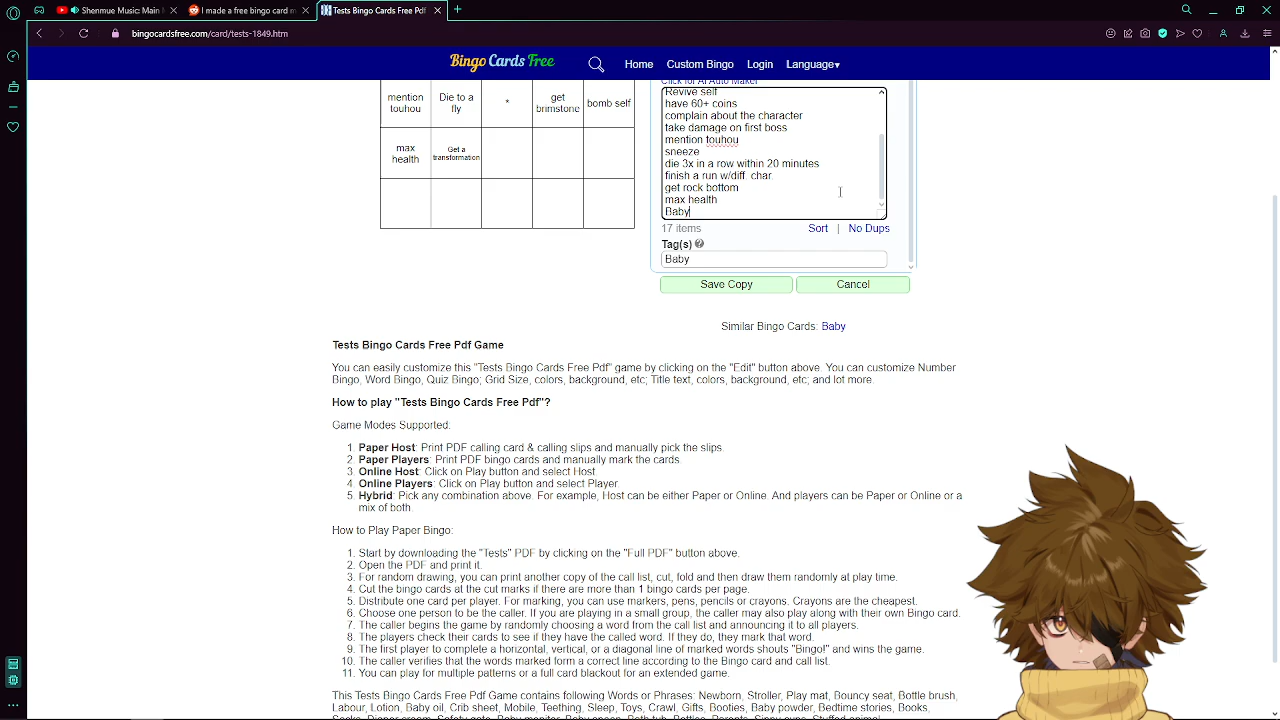 Shenmue Music: Main
I made a free bingo card m
Tests Bingo Cards Free Pdf
bingocardsfree.com/card/tests-1849.htm
Bingo Cards Free
Home
Custom Bingo
Login
Language▾
Click for AI Auto Maker
mention touhou
Die to a fly
*
get brimstone
bomb self
max health
Get a transformation
Revive self
have 60+ coins
complain about the character
take damage on first boss
mention touhou
sneeze
die 3x in a row within 20 minutes
finish a run w/diff. char.
get rock bottom
max health
Baby
17 items
Sort | No Dups
Tag(s)
Baby
Save Copy
Cancel
Similar Bingo Cards: Baby
Tests Bingo Cards Free Pdf Game
You can easily customize this "Tests Bingo Cards Free Pdf" game by clicking on the "Edit" button above. You can customize Number
Bingo, Word Bingo, Quiz Bingo; Grid Size, colors, background, etc; Title text, colors, background, etc; and lot more.
How to play "Tests Bingo Cards Free Pdf"?
Game Modes Supported:
1. Paper Host: Print PDF calling card & calling slips and manually pick the slips.
2. Paper Players: Print PDF bingo cards and manually mark the cards.
3. Online Host: Click on Play button and select Host.
4. Online Players: Click on Play button and select Player.
5. Hybrid: Pick any combination above. For example, Host can be either Paper or Online. And players can be Paper or Online or a
mix of both.
How to Play Paper Bingo:
1. Start by downloading the "Tests" PDF by clicking on the "Full PDF" button above.
2. Open the PDF and print it.
3. For random drawing, you can print another copy of the call list, cut, fold and then draw them randomly at play time.
4. Cut the bingo cards at the cut marks if there are more than 1 bingo cards per page.
5. Distribute one card per player. For marking, you can use markers, pens, pencils or crayons. Crayons are the cheapest.
6. Choose one person to be the caller. If you are playing in a small group, the caller may also play along with their own Bingo card.
7. The caller begins the game by randomly choosing a word from the call list and announcing it to all players.
8. The players check their cards to see if they have the called word. If they do, they mark that word.
9. The first player to complete a horizontal, vertical, or a diagonal line of marked words shouts "Bingo!" and wins the game.
10. The caller verifies that the words marked form a correct line according to the Bingo card and call list.
11. You can play for multiple patterns or a full card blackout for an extended game.
This Tests Bingo Cards Free Pdf Game contains following Words or Phrases: Newborn, Stroller, Play mat, Bouncy seat, Bottle brush,
Labour, Lotion, Baby oil, Crib sheet, Mobile, Teething, Sleep, Toys, Crawl, Gifts, Booties, Baby powder, Bedtime stories, Books,
Socks, Diaper cream, Safety gate, Baby monitor, Baby spoon, Bath tub, Bottles, Parents, Sippy cups, Stuffed animal